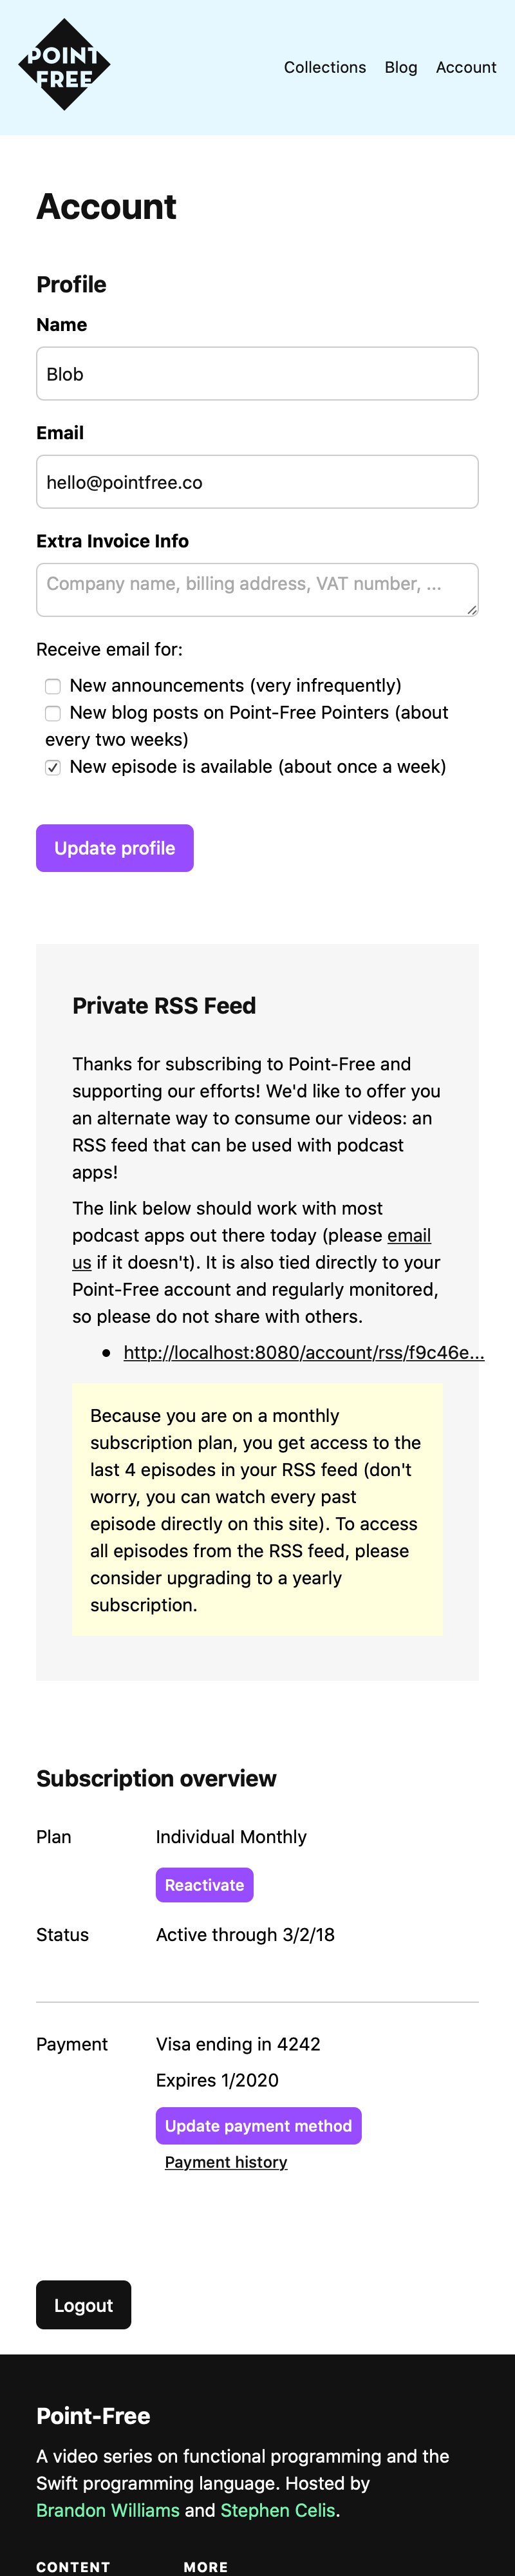 POINT
FREE
Collections Blog Account
Account
Profile
Name
Blob
Email
hello@pointfree.co
Extra Invoice Info
Company name, billing address, VAT number, ...
Receive email for:
New announcements (very infrequently)
New blog posts on Point-Free Pointers (about
every two weeks)
New episode is available (about once a week)
Update profile
Private RSS Feed
Thanks for subscribing to Point-Free and
supporting our efforts! We'd like to offer you
an alternate way to consume our videos: an
RSS feed that can be used with podcast
apps!
The link below should work with most
podcast apps out there today (please email
us if it doesn't). It is also tied directly to your
Point-Free account and regularly monitored,
so please do not share with others.
http://localhost:8080/account/rss/f9c46e...
Because you are on a monthly
subscription plan, you get access to the
last 4 episodes in your RSS feed (don't
worry, you can watch every past
episode directly on this site). To access
all episodes from the RSS feed, please
consider upgrading to a yearly
subscription.
Subscription overview
Plan Individual Monthly
Reactivate
Status Active through 3/2/18
Payment Visa ending in 4242
Expires 1/2020
Update payment method
Payment history
Logout
Point-Free
A video series on functional programming and the
Swift programming language. Hosted by
Brandon Williams and Stephen Celis.
CONTENT MORE